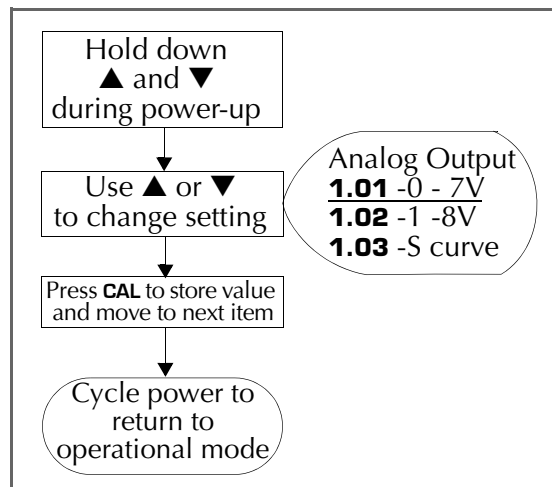 Hold down
▲ and ▼
during power-up
Use ▲ or ▼
to change setting
Analog Output
1.01 -0 - 7V
1.02 -1 -8V
1.03 -S curve
Press CAL to store value
and move to next item
Cycle power to
return to
operational mode